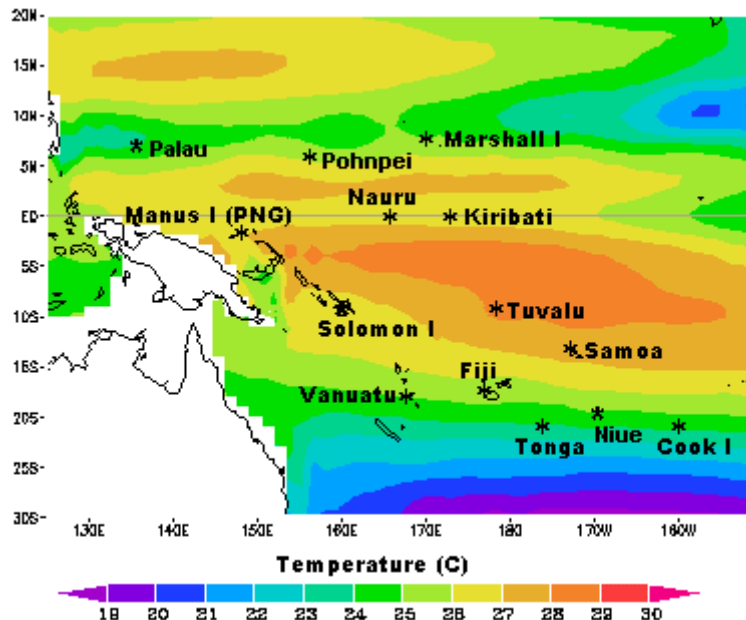 20N
15N
10N
Marshall I
Palau
Pohnpei
5N
Nauru
EQ
Manus I (PNG)
Kiribati
5S
10S
Tuvalu
Solomon I
Samoa
15S
Fiji
Vanuatu
20S
Niue
Tonga
Cook I
25S
30S
130E 140E 150E 160E 170E 180 170W 160W
Temperature (C)
19 20 21 22 23 24 25 26 27 28 29 30